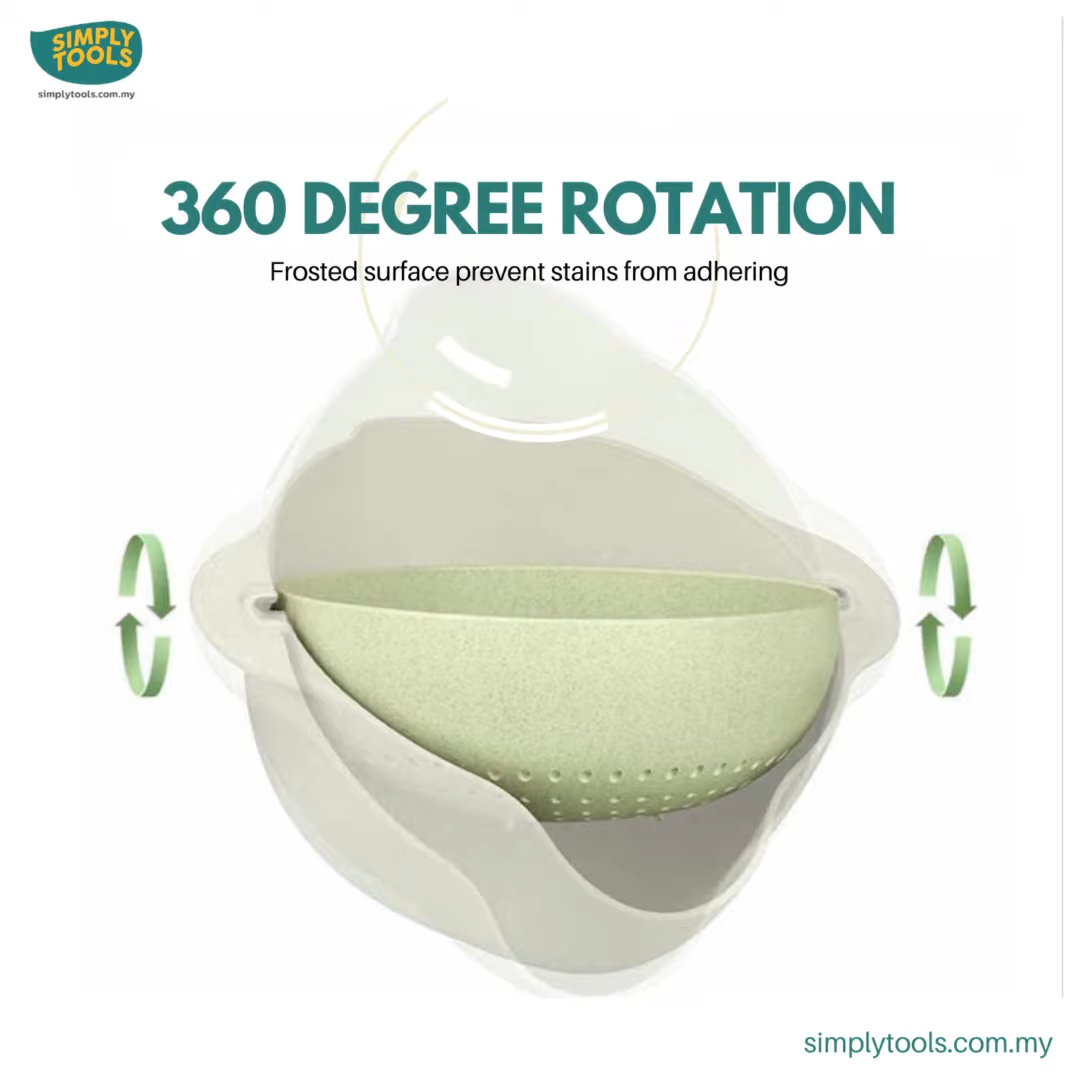 SIMPLY
TOOLS
simplytools.com.my
360 DEGREE ROTATION
Frosted surface prevent stains from adhering
simplytools.com.my